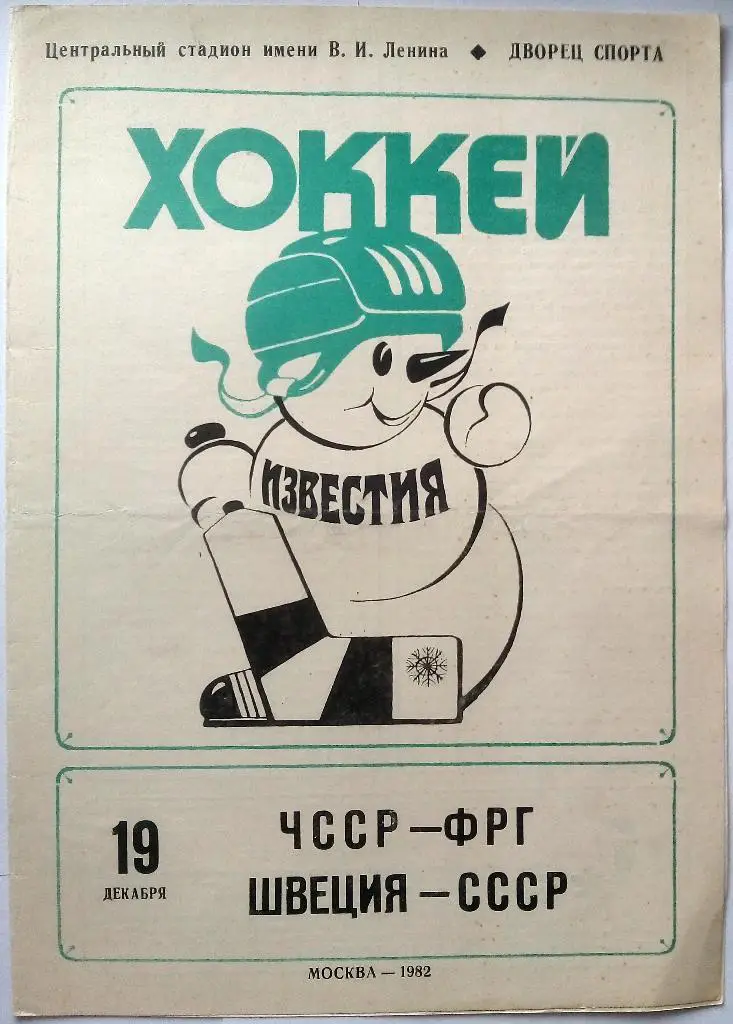 Центральный стадион имени В. И. Ленина ◆ ДВОРЕЦ СПОРТА
ХОККЕЙ
ИЗВЕСТИЯ
19
ДЕКАБРЯ
ЧССР—ФРГ
ШВЕЦИЯ—СССР
МОСКВА — 1982